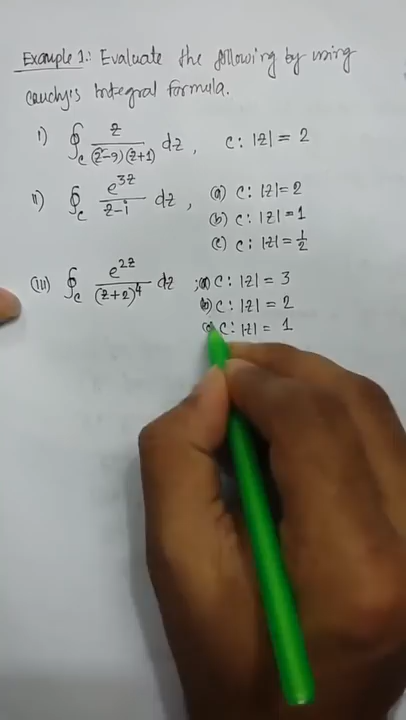 Example 1: Evaluate the following by using
cauchy's Integral formula.
i) ∮_C z/((z-9)(z+1)) dz, C: |z| = 2
ii) ∮_C e^{3z}/(z-i) dz, (a) C: |z|=2
(b) C: |z|=1
(c) C: |z|=1/2
(iii) ∮_C e^{2z}/(z+2)^4 dz ; (a) C: |z| = 3
(b) C: |z| = 2
(c) C: |z| = 1